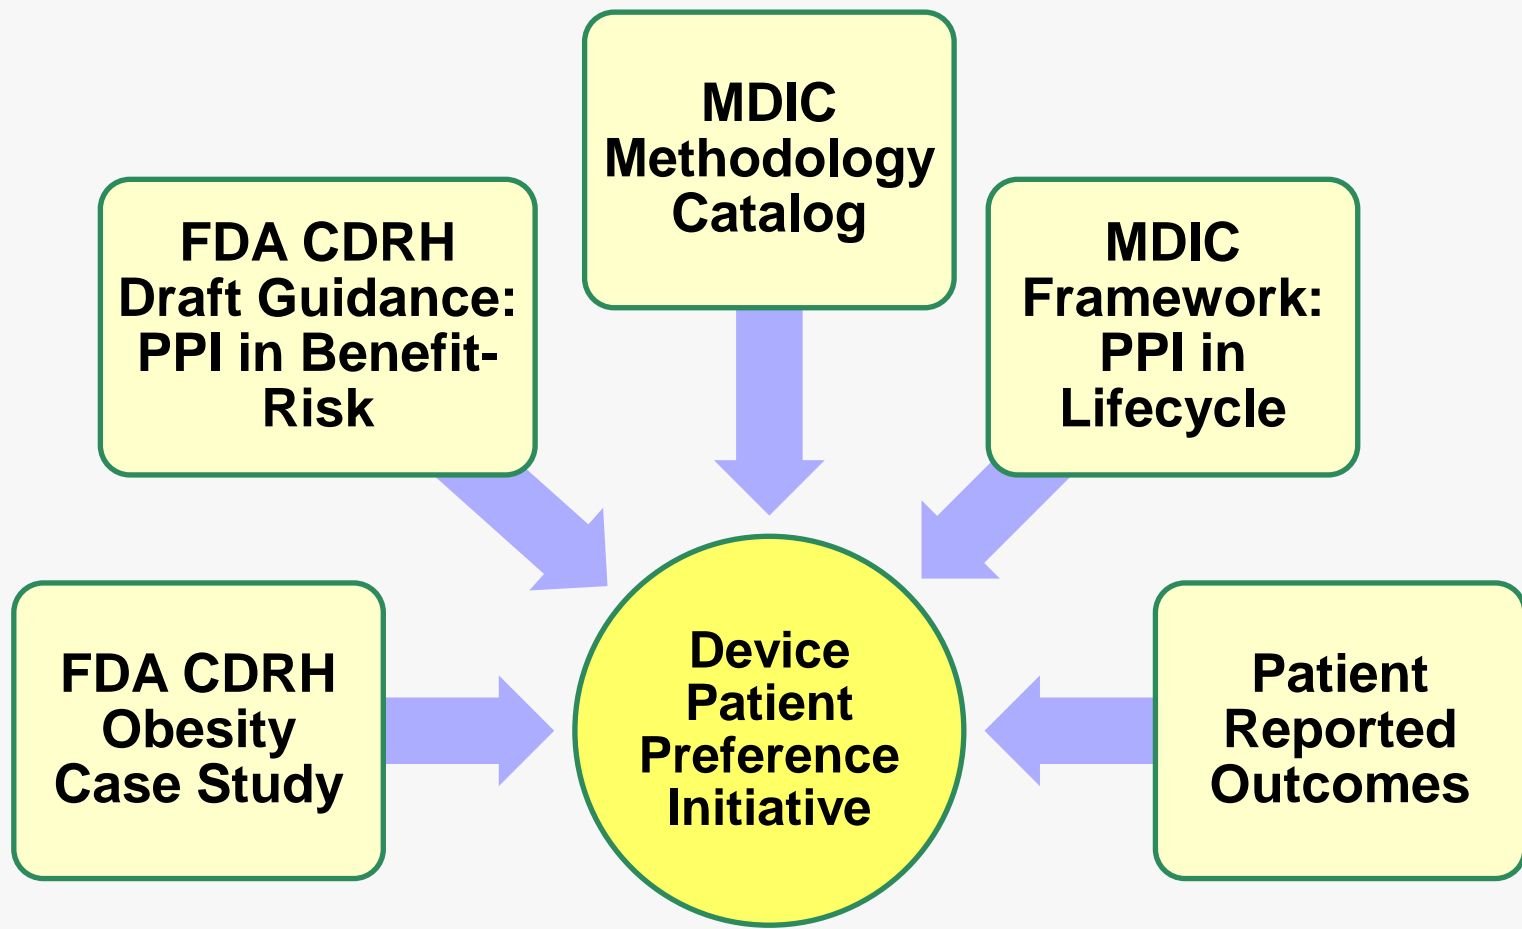 MDIC
Methodology
Catalog
FDA CDRH
Draft Guidance:
PPI in Benefit-
Risk
MDIC
Framework:
PPI in
Lifecycle
FDA CDRH
Obesity
Case Study
Device
Patient
Preference
Initiative
Patient
Reported
Outcomes